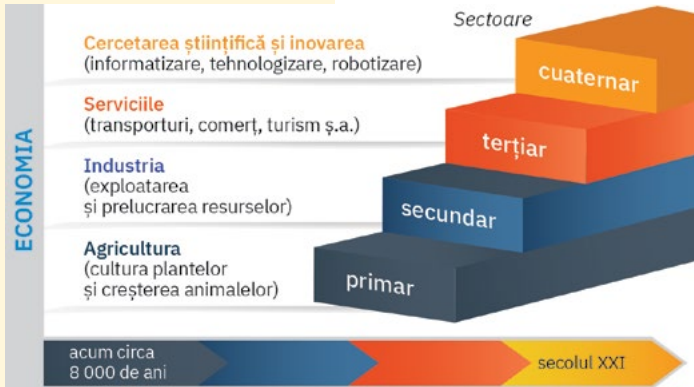 Sectoare
ECONOMIA
Cercetarea științifică și inovarea
(informatizare, tehnologizare, robotizare)
cuaternar
Serviciile
(transporturi, comerț, turism ș.a.)
terțiar
Industria
(exploatarea
și prelucrarea resurselor)
secundar
Agricultura
(cultura plantelor
și creșterea animalelor)
primar
acum circa
8 000 de ani
secolul XXI